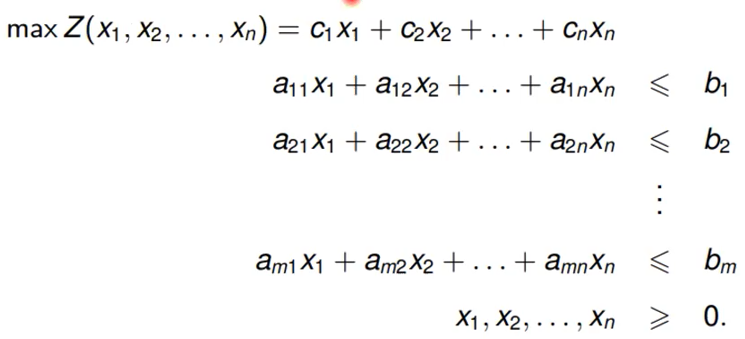 max Z(x₁, x₂, . . . , xₙ) = c₁x₁ + c₂x₂ + . . . + cₙxₙ
a₁₁x₁ + a₁₂x₂ + . . . + a₁ₙxₙ ⩽ b₁
a₂₁x₁ + a₂₂x₂ + . . . + a₂ₙxₙ ⩽ b₂
⋮
aₘ₁x₁ + aₘ₂x₂ + . . . + aₘₙxₙ ⩽ bₘ
x₁, x₂, . . . , xₙ ⩾ 0.